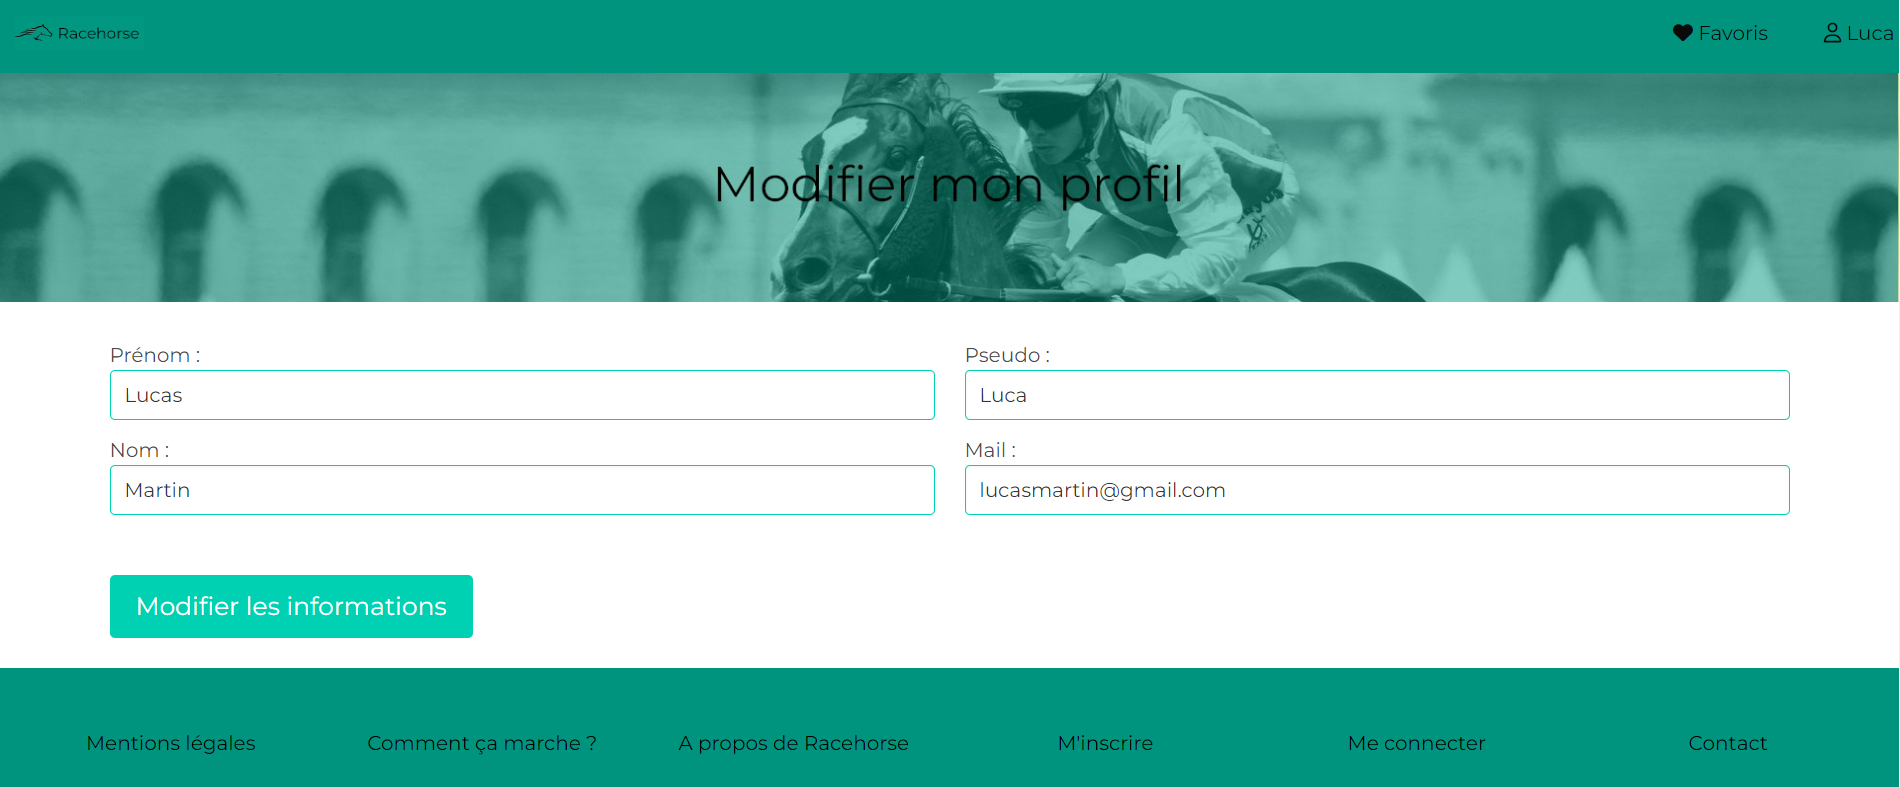 Racehorse
Favoris
Luca
Modifier mon profil
Prénom :
Lucas
Pseudo :
Luca
Nom :
Martin
Mail :
lucasmartin@gmail.com
Modifier les informations
Mentions légales
Comment ça marche ?
A propos de Racehorse
M'inscrire
Me connecter
Contact